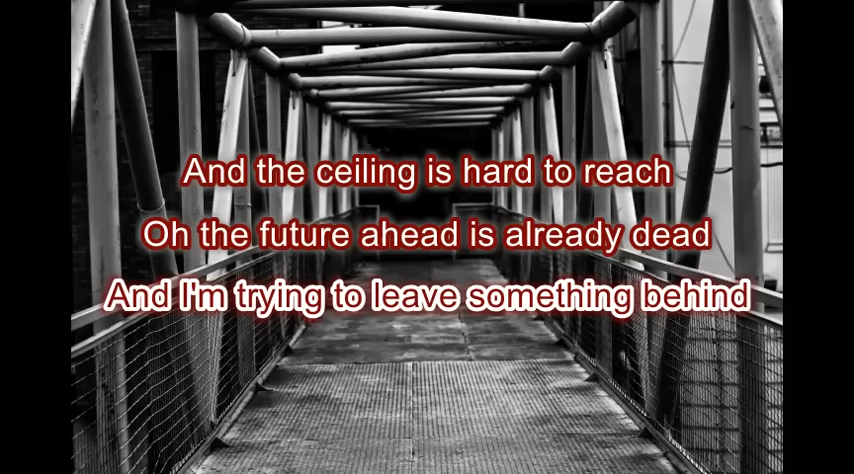 And the ceiling is hard to reach
Oh the future ahead is already dead
And I'm trying to leave something behind